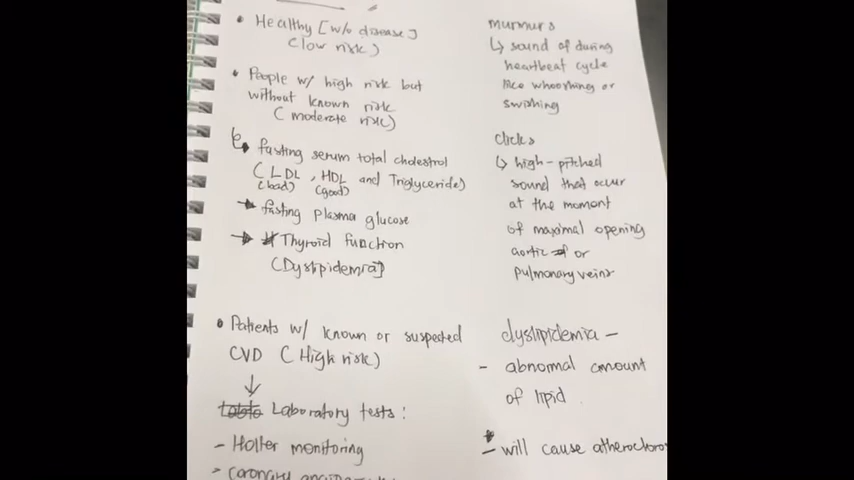 • Healthy [w/o disease]
(low risk)
• People w/ high risk but
without known risk
(moderate risk)
↳ fasting serum total cholestrol
(LDL, HDL and Triglyceride)
(bad) (good)
→ fasting plasma glucose
→ Thyroid function
(Dyslipidemia)
• Patients w/ known or suspected
CVD (High risk)
↓
Laboratory tests:
- Holter monitoring
- coronary
murmurs
↳ sound of during
heartbeat cycle
like whooshing or
swishing
clicks
↳ high-pitched
sound that occur
at the moment
of maximal opening
aortic or
pulmonary veins
dyslipidemia -
- abnormal amount
of lipid
- will cause